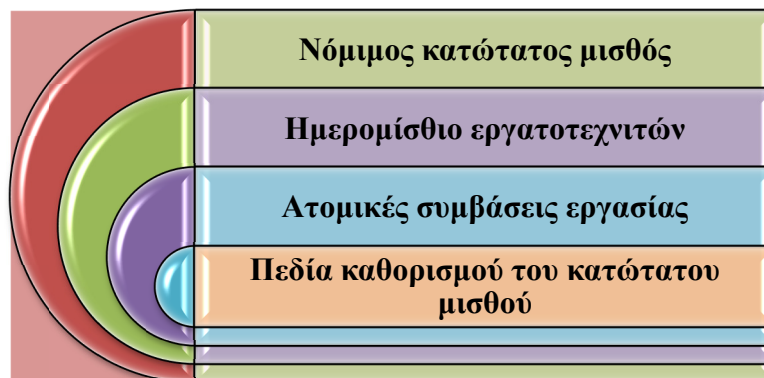 Νόμιμος κατώτατος μισθός
Ημερομίσθιο εργατοτεχνιτών
Ατομικές συμβάσεις εργασίας
Πεδία καθορισμού του κατώτατου
μισθού